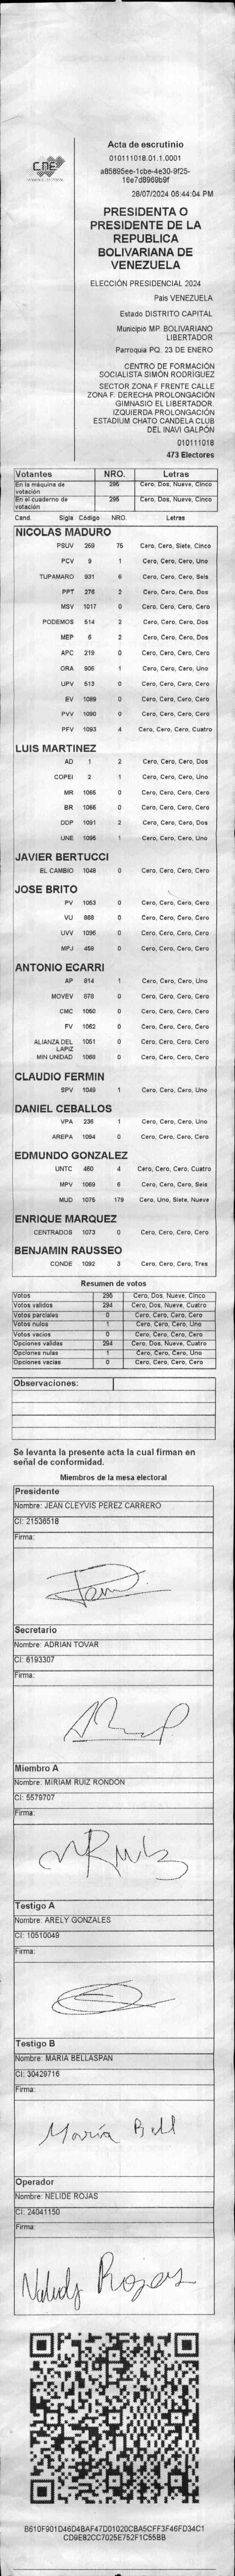 CNE
Acta de escrutinio
010111018.01.1.0001
a85895ee-1cbe-4e30-9f25-
16e7d8969b9f
28/07/2024 06:44:04 PM
PRESIDENTA O
PRESIDENTE DE LA
REPUBLICA
BOLIVARIANA DE
VENEZUELA
ELECCIÓN PRESIDENCIAL 2024
País VENEZUELA
Estado DISTRITO CAPITAL
Municipio MP. BOLIVARIANO
LIBERTADOR
Parroquia PQ. 23 DE ENERO
CENTRO DE FORMACIÓN
SOCIALISTA SIMÓN RODRÍGUEZ
SECTOR ZONA F FRENTE CALLE
ZONA F. DERECHA PROLONGACIÓN
GIMNASIO EL LIBERTADOR.
IZQUIERDA PROLONGACIÓN
ESTADIUM CHATO CANDELA CLUB
DEL INAVI GALPÓN
010111018
473 Electores
Votantes NRO. Letras
En la máquina de votación 295 Cero, Dos, Nueve, Cinco
En el cuaderno de votación 295 Cero, Dos, Nueve, Cinco
Cand. Sigla Código NRO. Letras
NICOLAS MADURO
PSUV 269 75 Cero, Cero, Siete, Cinco
PCV 9 1 Cero, Cero, Cero, Uno
TUPAMARO 931 6 Cero, Cero, Cero, Seis
PPT 276 2 Cero, Cero, Cero, Dos
MSV 1017 0 Cero, Cero, Cero, Cero
PODEMOS 514 2 Cero, Cero, Cero, Dos
MEP 6 2 Cero, Cero, Cero, Dos
APC 219 0 Cero, Cero, Cero, Cero
ORA 906 1 Cero, Cero, Cero, Uno
UPV 513 0 Cero, Cero, Cero, Cero
EV 1089 0 Cero, Cero, Cero, Cero
PVV 1090 0 Cero, Cero, Cero, Cero
PFV 1093 4 Cero, Cero, Cero, Cuatro
LUIS MARTINEZ
AD 1 2 Cero, Cero, Cero, Dos
COPEI 2 1 Cero, Cero, Cero, Uno
MR 1065 0 Cero, Cero, Cero, Cero
BR 1066 0 Cero, Cero, Cero, Cero
DDP 1091 2 Cero, Cero, Cero, Dos
UNE 1095 1 Cero, Cero, Cero, Uno
JAVIER BERTUCCI
EL CAMBIO 1048 0 Cero, Cero, Cero, Cero
JOSE BRITO
PV 1053 0 Cero, Cero, Cero, Cero
VU 868 0 Cero, Cero, Cero, Cero
UVV 1096 0 Cero, Cero, Cero, Cero
MPJ 458 0 Cero, Cero, Cero, Cero
ANTONIO ECARRI
AP 814 1 Cero, Cero, Cero, Uno
MOVEV 878 0 Cero, Cero, Cero, Cero
CMC 1050 0 Cero, Cero, Cero, Cero
FV 1062 0 Cero, Cero, Cero, Cero
ALIANZA DEL LAPIZ 1051 0 Cero, Cero, Cero, Cero
MIN UNIDAD 1068 0 Cero, Cero, Cero, Cero
CLAUDIO FERMIN
SPV 1049 1 Cero, Cero, Cero, Uno
DANIEL CEBALLOS
VPA 236 1 Cero, Cero, Cero, Uno
AREPA 1094 0 Cero, Cero, Cero, Cero
EDMUNDO GONZALEZ
UNTC 460 4 Cero, Cero, Cero, Cuatro
MPV 1069 6 Cero, Cero, Cero, Seis
MUD 1075 179 Cero, Uno, Siete, Nueve
ENRIQUE MARQUEZ
CENTRADOS 1073 0 Cero, Cero, Cero, Cero
BENJAMIN RAUSSEO
CONDE 1092 3 Cero, Cero, Cero, Tres
Resumen de votos
Votos 295 Cero, Dos, Nueve, Cinco
Votos validos 294 Cero, Dos, Nueve, Cuatro
Votos parciales 0 Cero, Cero, Cero, Cero
Votos nulos 1 Cero, Cero, Cero, Uno
Votos vacios 0 Cero, Cero, Cero, Cero
Opciones validas 294 Cero, Dos, Nueve, Cuatro
Opciones nulas 1 Cero, Cero, Cero, Uno
Opciones vacias 0 Cero, Cero, Cero, Cero
Observaciones:
Se levanta la presente acta la cual firman en
señal de conformidad.
Miembros de la mesa electoral
Presidente
Nombre: JEAN CLEYVIS PEREZ CARRERO
CI: 21536518
Firma:
Secretario
Nombre: ADRIAN TOVAR
CI: 6193307
Firma:
Miembro A
Nombre: MIRIAM RUIZ RONDON
CI: 5579707
Firma:
MRuiz
Testigo A
Nombre: ARELY GONZALES
CI: 10510049
Firma:
Testigo B
Nombre: MARIA BELLASPAN
CI: 30429716
Firma:
María Bell
Operador
Nombre: NELIDE ROJAS
CI: 24041150
Firma:
Nelidy Rojas
B610F901D46D4BAF47D01020CBA5CFF3F46FD34C1
CD9E82CC7025E752F1C55BB